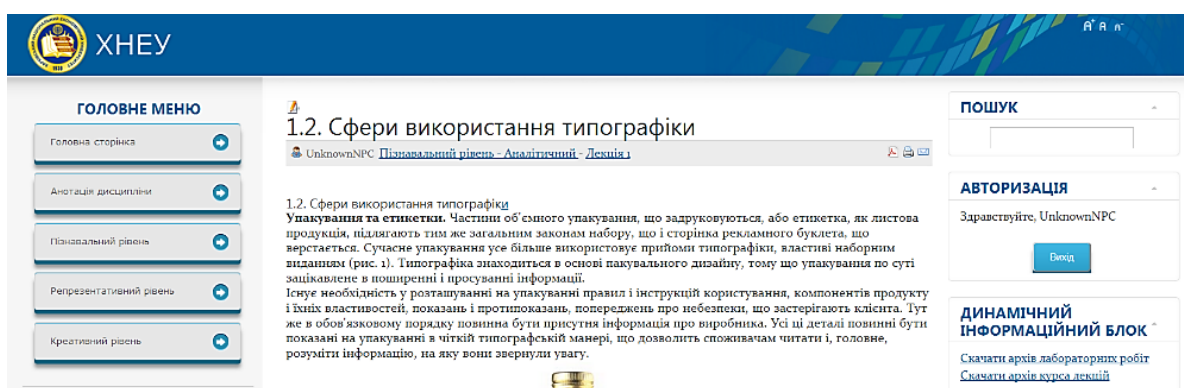 ХНЕУ
A+ A A-
ГОЛОВНЕ МЕНЮ
Головна сторінка
Анотація дисципліни
Пізнавальний рівень
Репрезентативний рівень
Креативний рівень
1.2. Сфери використання типографіки
UnknownNPC Пізнавальний рівень - Аналітичний - Лекція 1
1.2. Сфери використання типографіки
Упакування та етикетки. Частини об'ємного упакування, що задруковуються, або етикетка, як листова
продукція, підлягають тим же загальним законам набору, що і сторінка рекламного буклета, що
верстається. Сучасне упакування усе більше використовує прийоми типографіки, властиві наборним
виданням (рис. 1). Типографіка знаходиться в основі пакувального дизайну, тому що упакування по суті
зацікавлене в поширенні і просуванні інформації.
Існує необхідність у розташуванні на упакуванні правил і інструкцій користування, компонентів продукту
і їхніх властивостей, показань і протипоказань, попереджень про небезпеки, що застерігають клієнта. Тут
же в обов'язковому порядку повинна бути присутня інформація про виробника. Усі ці деталі повинні бути
показані на упакуванні в чіткій типографській манері, що дозволить споживачам читати і, головне,
розуміти інформацію, на яку вони звернули увагу.
ПОШУК
АВТОРИЗАЦІЯ
Здравствуйте, UnknownNPC
Вихід
ДИНАМІЧНИЙ
ІНФОРМАЦІЙНИЙ БЛОК
Скачати архів лабораторних робіт
Скачати архів курса лекцій